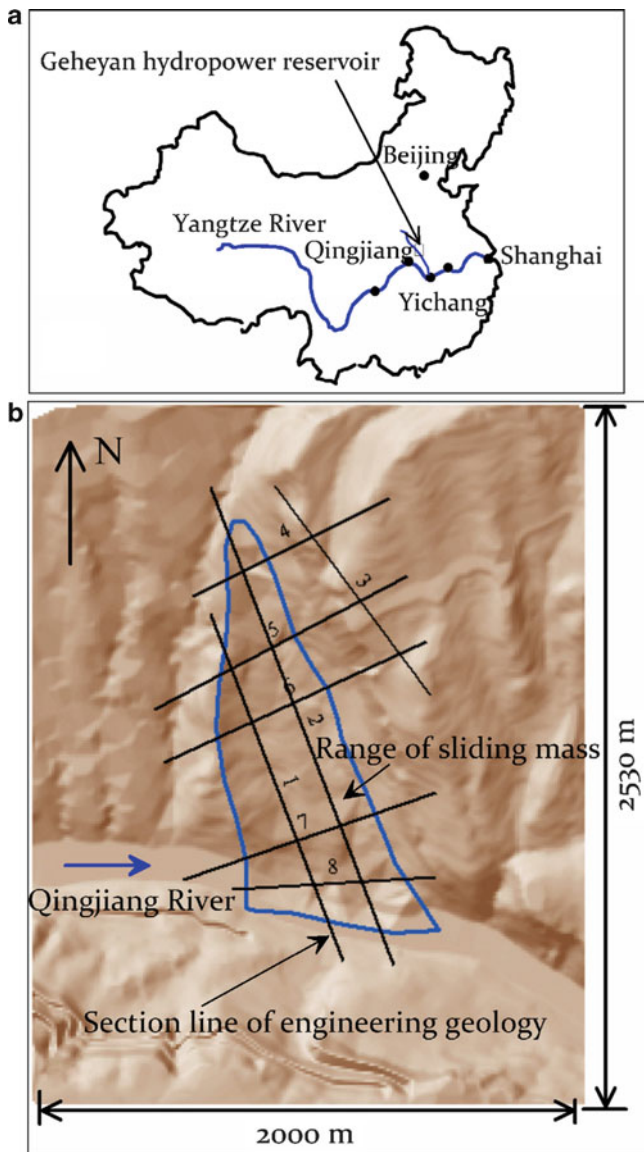 a
Geheyan hydropower reservoir
Beijing
Yangtze River
Qingjiang
Shanghai
Yichang
b
N
4
3
5
6
2
Range of sliding mass
1
7
8
Qingjiang River
Section line of engineering geology
2530 m
2000 m